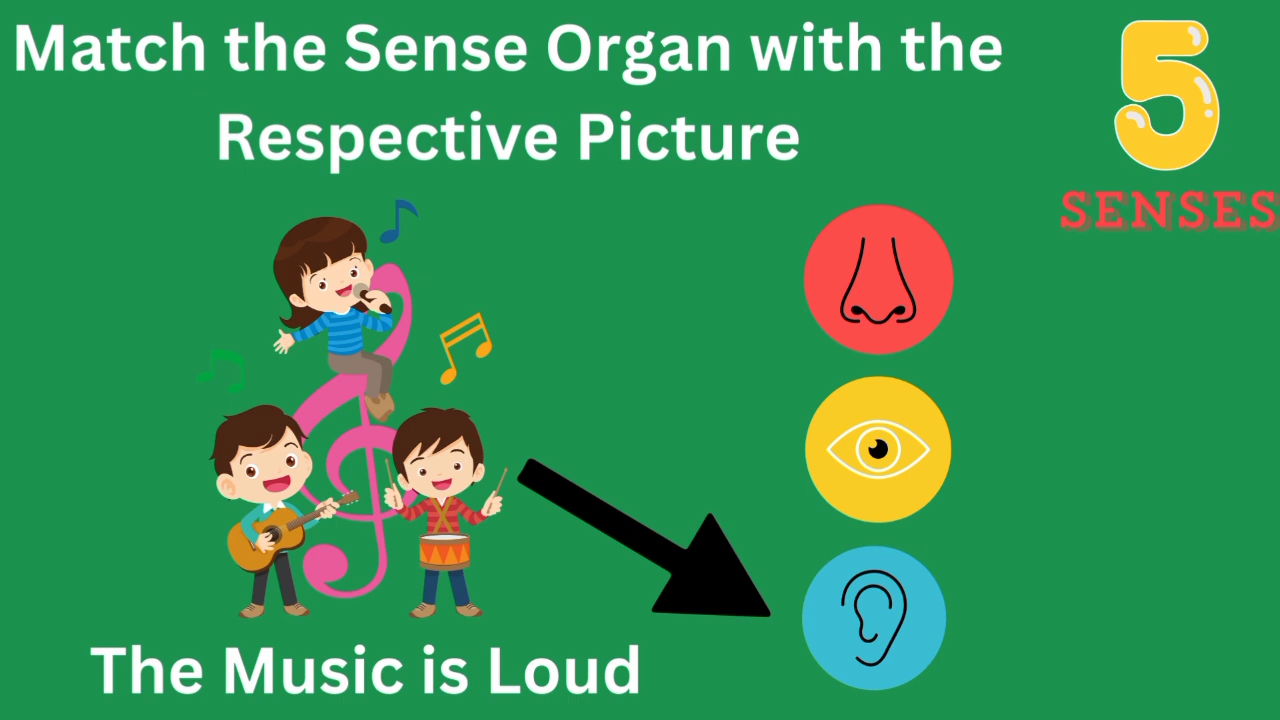 Match the Sense Organ with the
Respective Picture
5
SENSES
The Music is Loud